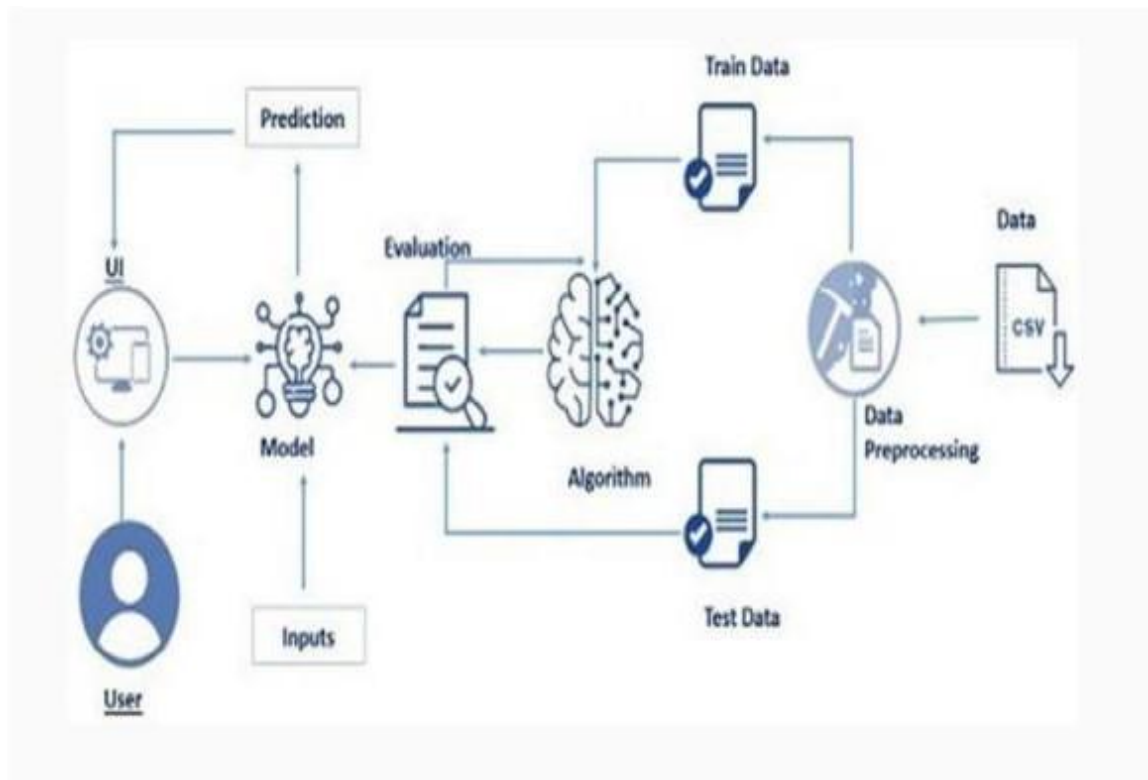 Train Data
Prediction
Data
Evaluation
UI
CSV
Data
Preprocessing
Model
Algorithm
Test Data
Inputs
User